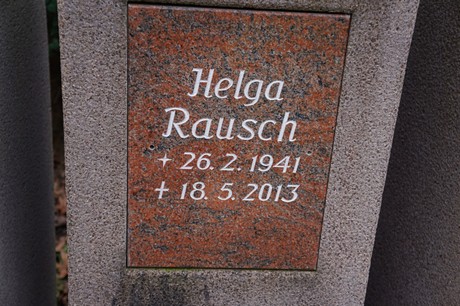 Helga
Rausch
+ 26. 2. 1941
+ 18. 5. 2013